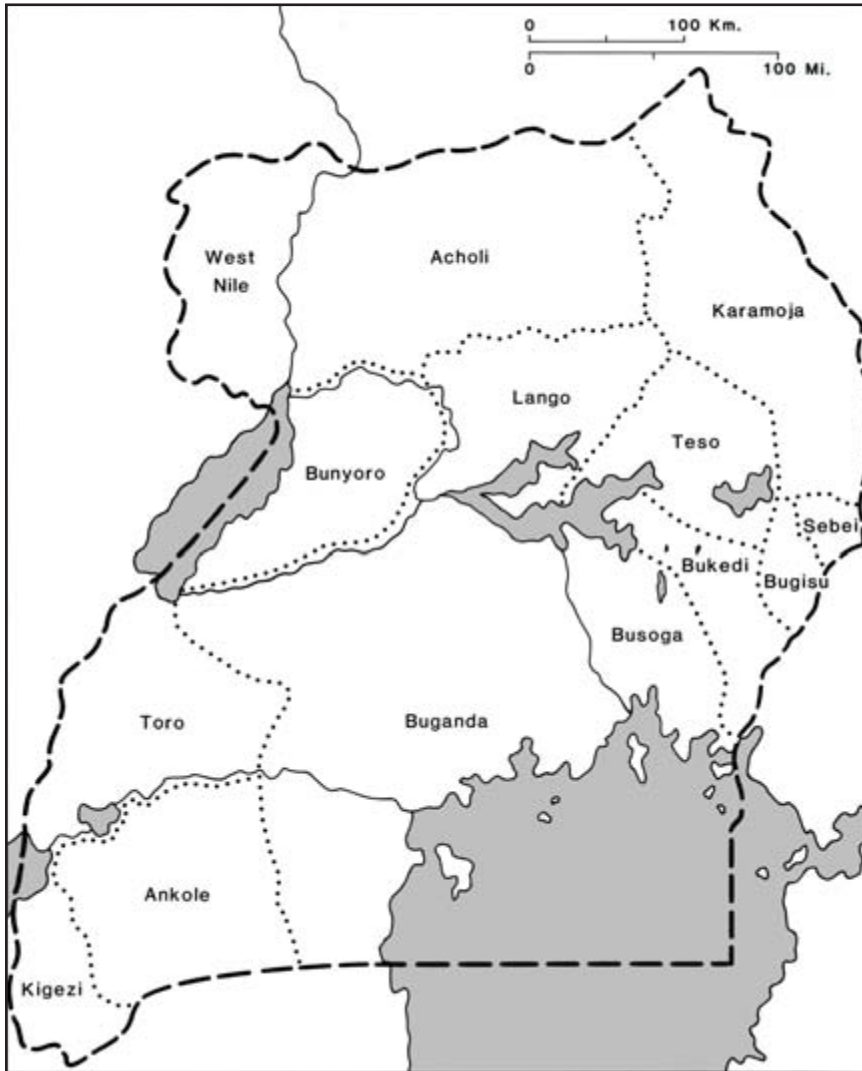 0 100 Km.
0 100 Mi.
West
Nile
Acholi
Karamoja
Lango
Teso
Bunyoro
Sebei
Bukedi
Bugisu
Busoga
Toro
Buganda
Ankole
Kigezi